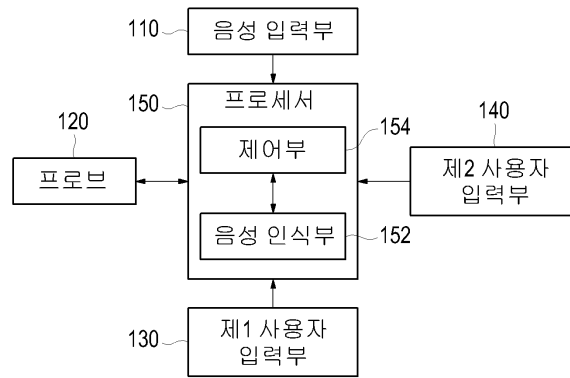 110
음성 입력부
150
프로세서
120
154
140
제어부
프로브
제2 사용자
입력부
음성 인식부
152
130
제1 사용자
입력부